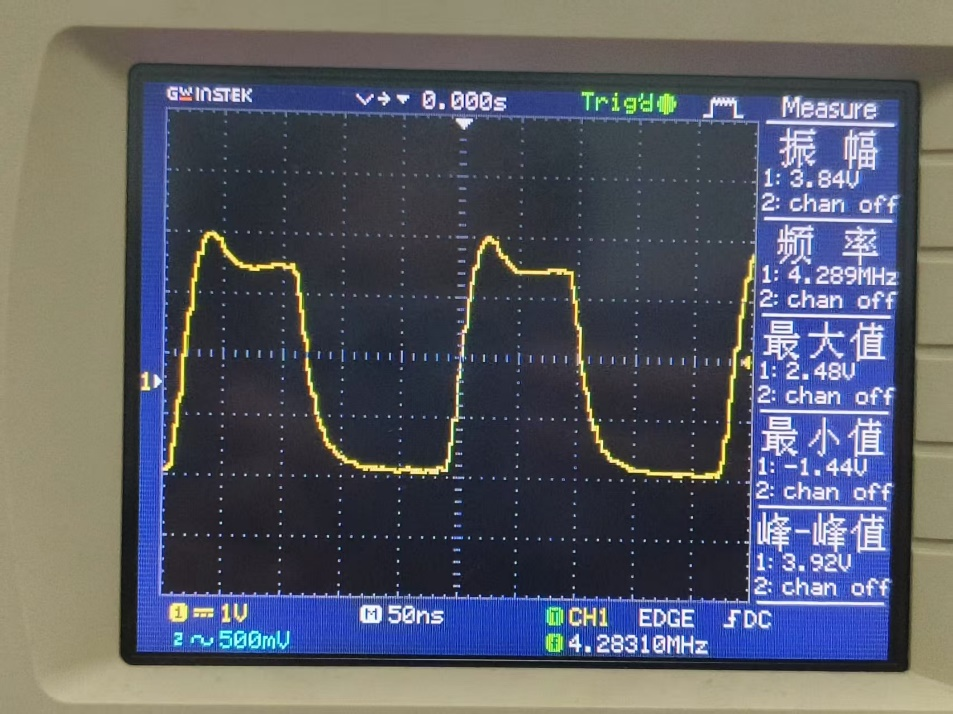 GWINSTEK
0.000s
Trig'd
Measure
振 幅
1: 3.84V
2: chan off
频 率
1: 4.289MHz
2: chan off
最大值
1: 2.48V
2: chan off
最小值
1: -1.44V
2: chan off
峰-峰值
1: 3.92V
2: chan off
1
1 1V
M 50ns
T CH1 EDGE DC
2 500mV
f 4.28310MHz